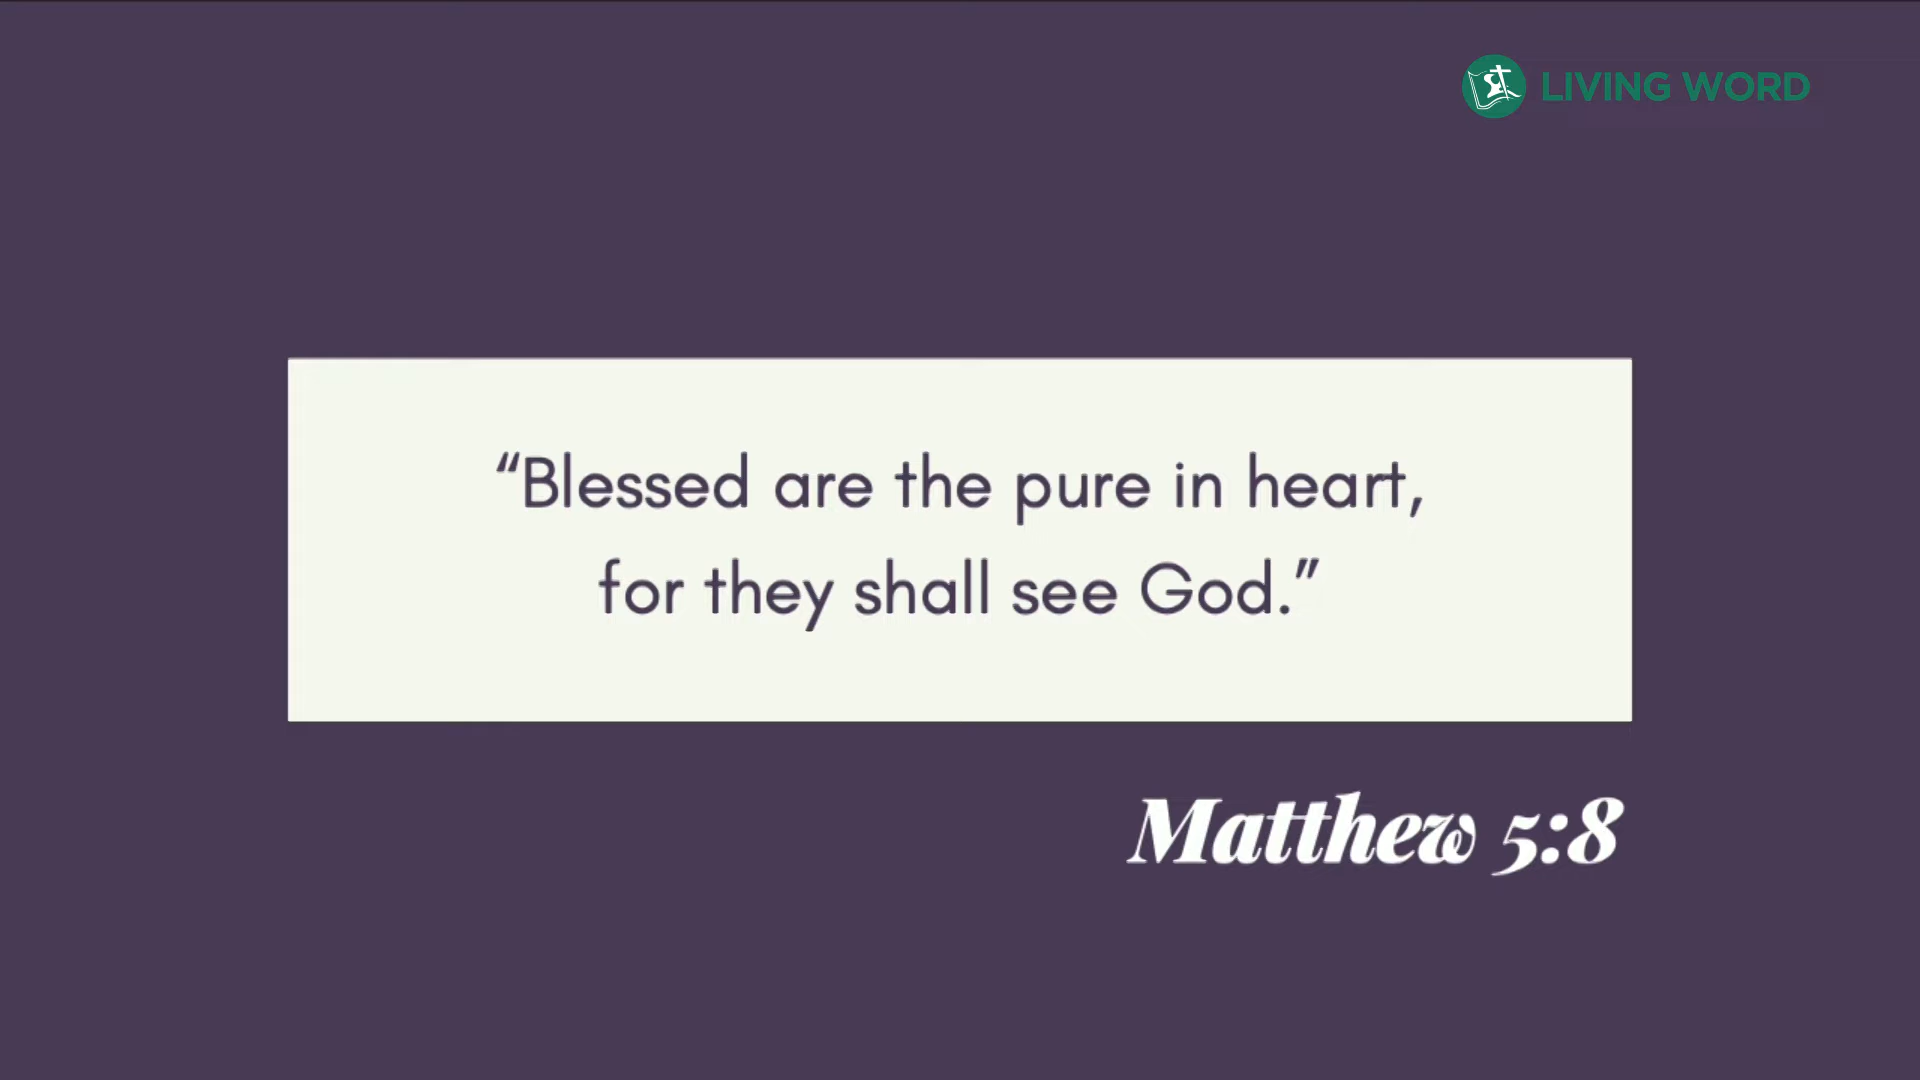 LIVING WORD
“Blessed are the pure in heart,
for they shall see God.”
Matthew 5:8